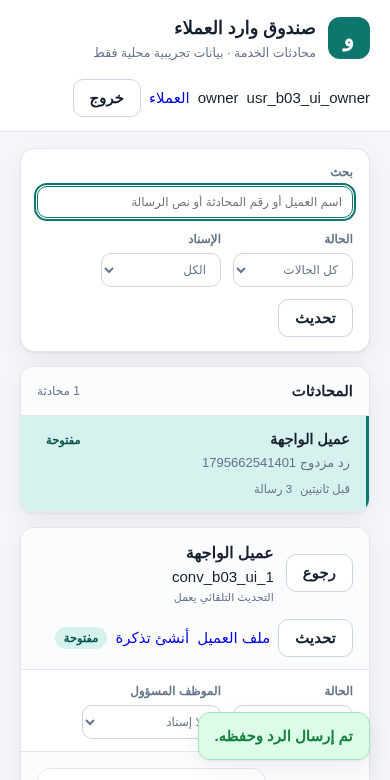 و
صندوق وارد العملاء
محادثات الخدمة · بيانات تجريبية محلية فقط
usr_b03_ui_owner owner العملاء خروج
بحث
اسم العميل أو رقم المحادثة أو نص الرسالة
الحالة الإسناد
كل الحالات الكل
تحديث
المحادثات 1 محادثة
عميل الواجهة مفتوحة
رد مزدوج 1795662541401
قبل ثانيتين 3 رسالة
رجوع عميل الواجهة
conv_b03_ui_1
التحديث التلقائي يعمل
تحديث ملف العميل أنشئ تذكرة مفتوحة
الحالة الموظف المسؤول
إسناد
تم إرسال الرد وحفظه.